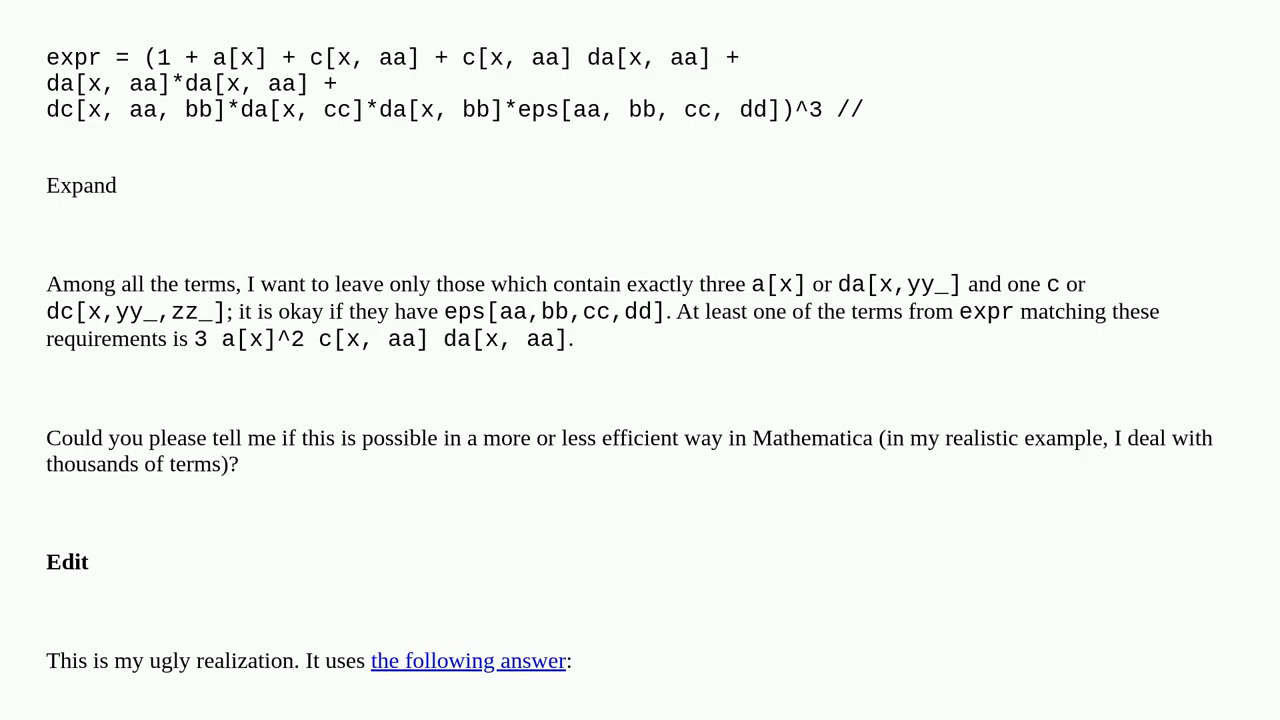 expr = (1 + a[x] + c[x, aa] + c[x, aa] da[x, aa] +
da[x, aa]*da[x, aa] +
dc[x, aa, bb]*da[x, cc]*da[x, bb]*eps[aa, bb, cc, dd])^3 //
Expand
Among all the terms, I want to leave only those which contain exactly three a[x] or da[x,yy_] and one c or
dc[x,yy_,zz_]; it is okay if they have eps[aa,bb,cc,dd]. At least one of the terms from expr matching these
requirements is 3 a[x]^2 c[x, aa] da[x, aa].
Could you please tell me if this is possible in a more or less efficient way in Mathematica (in my realistic example, I deal with
thousands of terms)?
Edit
This is my ugly realization. It uses the following answer: